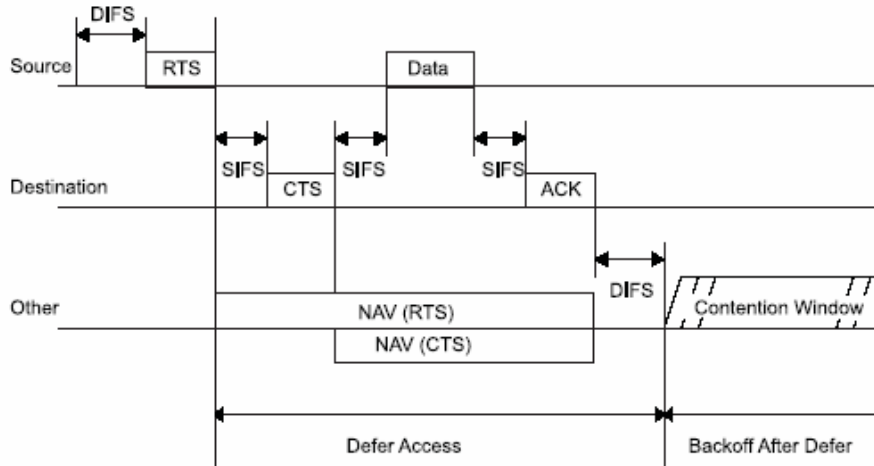 DIFS
Source
RTS
Data
SIFS
SIFS
SIFS
Destination
CTS
ACK
DIFS
Other
NAV (RTS)
Contention Window
NAV (CTS)
Defer Access
Backoff After Defer